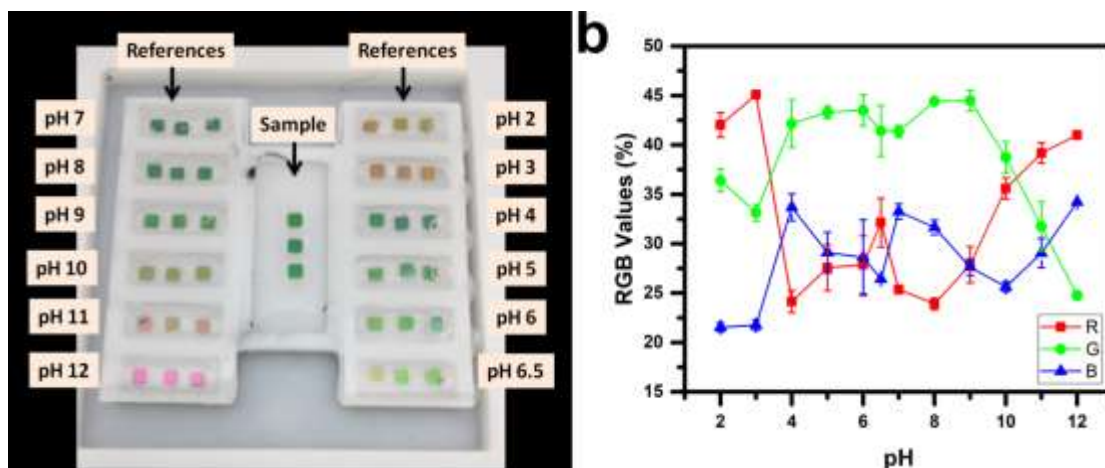 References
References
pH 7
pH 2
Sample
pH 8
pH 3
pH 9
pH 4
pH 10
pH 5
pH 11
pH 6
pH 12
pH 6.5
b
50
45
40
35
30
25
20
15
RGB Values (%)
R
G
B
2 4 6 8 10 12
pH